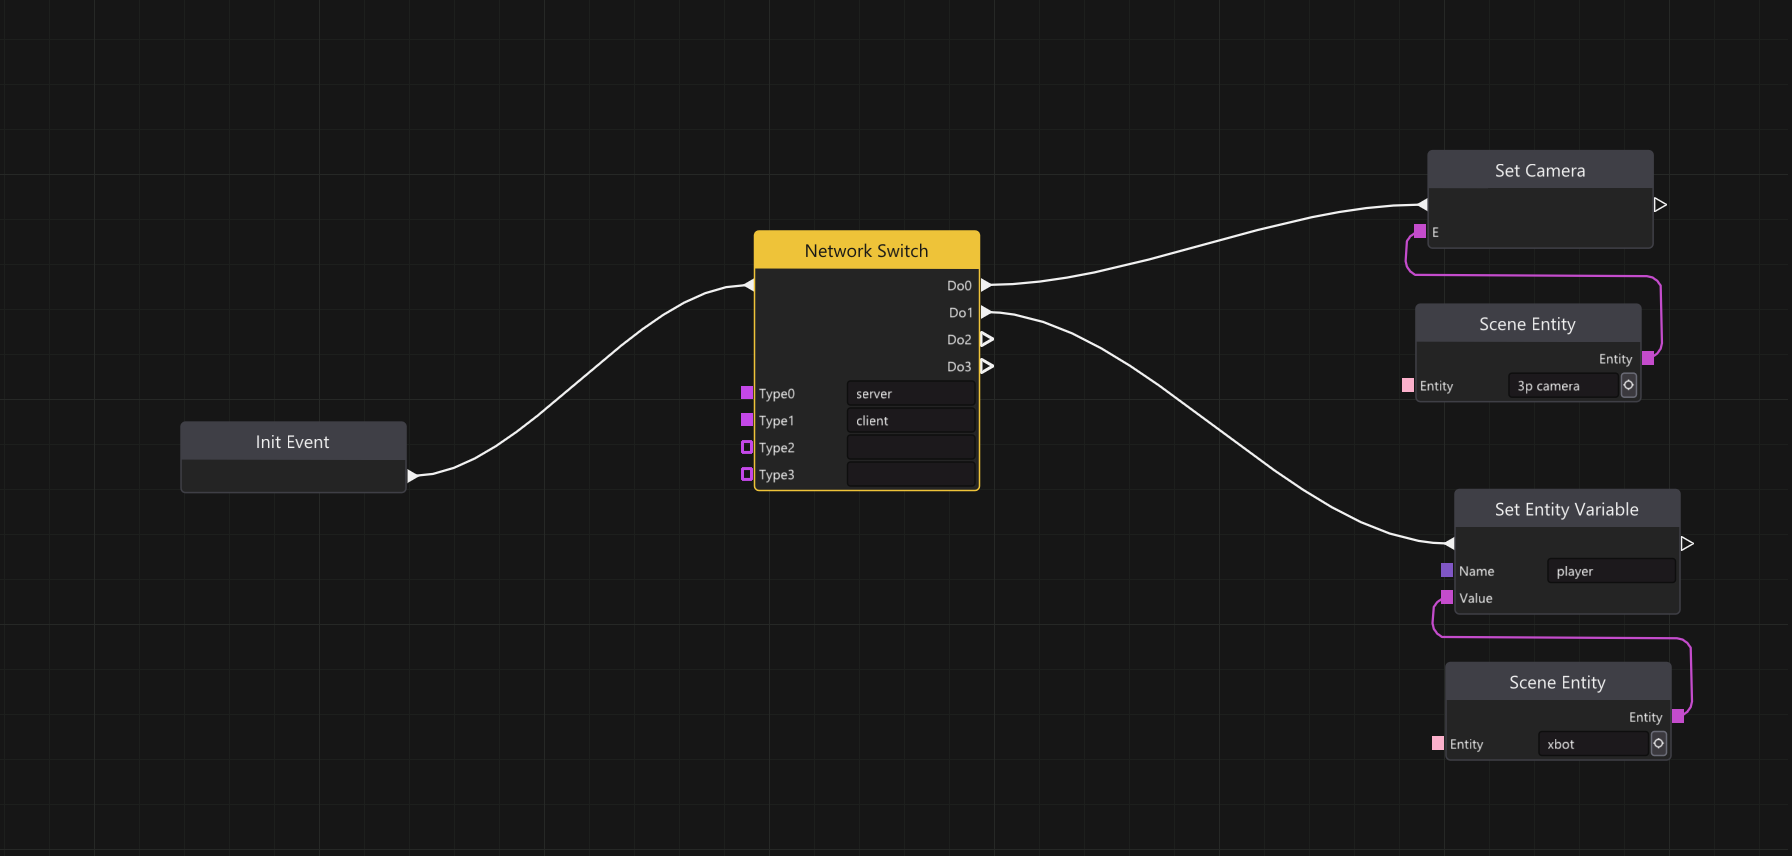 Set Camera
E
Network Switch
Do0
Do1
Do2
Do3
Type0 server
Type1 client
Type2
Type3
Scene Entity
Entity
Entity 3p camera
Init Event
Set Entity Variable
Name player
Value
Scene Entity
Entity
Entity xbot